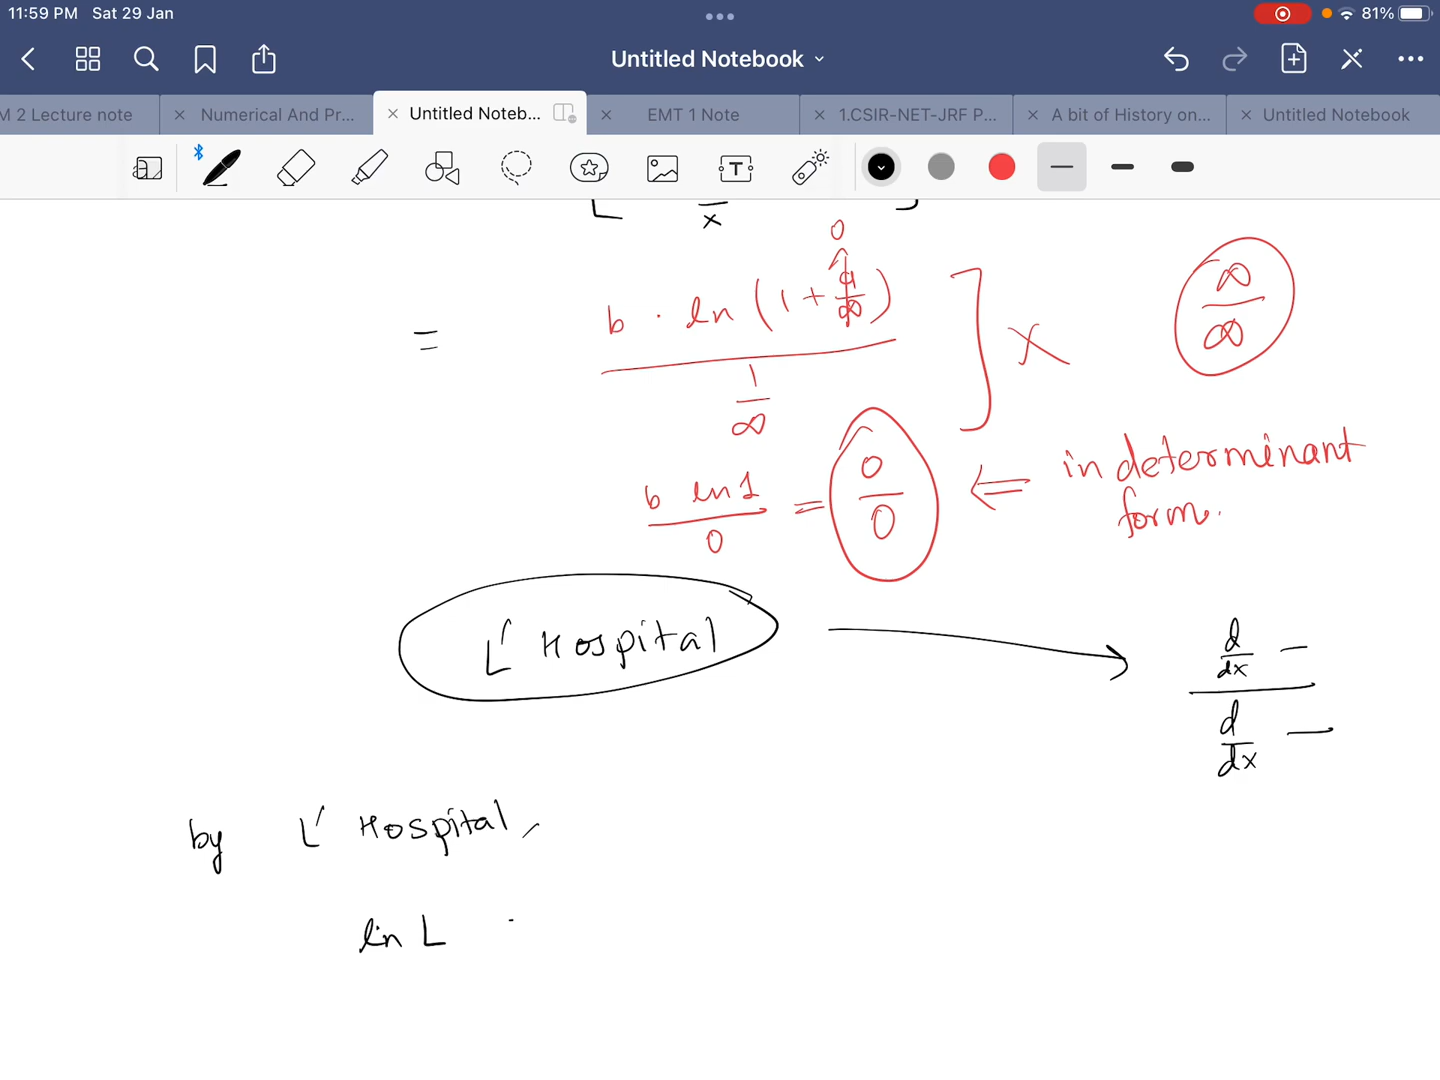 11:59 PM Sat 29 Jan
81%
Untitled Notebook
M 2 Lecture note
Numerical And Pr...
Untitled Noteb...
EMT 1 Note
1.CSIR-NET-JRF P...
A bit of History on...
Untitled Notebook
T
x
0
= b · ln (1 + a/∞) / 1/∞ ] X
∞/∞
b ln 1 / 0 = 0/0 ⇐ indeterminant
form.
L' Hospital → d/dx – / d/dx –
by L' Hospital,
ln L